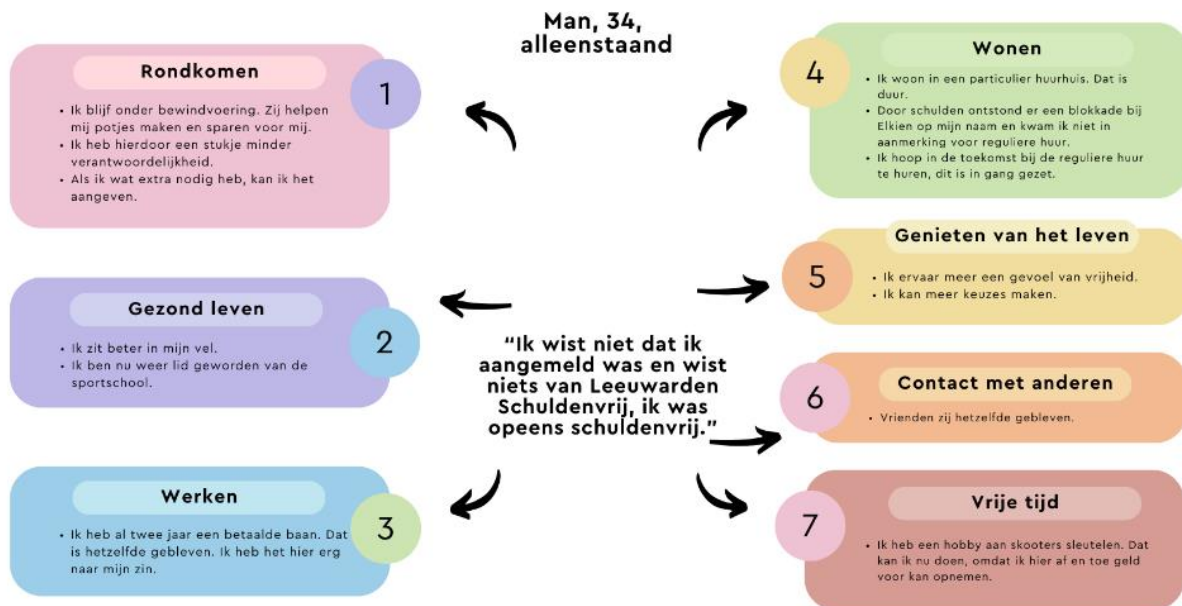 Man, 34,
alleenstaand
Rondkomen
1
• Ik blijf onder bewindvoering. Zij helpen
mij potjes maken en sparen voor mij.
• Ik heb hierdoor een stukje minder
verantwoordelijkheid.
• Als ik wat extra nodig heb, kan ik het
aangeven.
Gezond leven
2
• Ik zit beter in mijn vel.
• Ik ben nu weer lid geworden van de
sportschool.
Werken
3
• Ik heb al twee jaar een betaalde baan. Dat
is hetzelfde gebleven. Ik heb het hier erg
naar mijn zin.
"Ik wist niet dat ik
aangemeld was en wist
niets van Leeuwarden
Schuldenvrij, ik was
opeens schuldenvrij."
4
Wonen
• Ik woon in een particulier huurhuis. Dat is
duur.
• Door schulden ontstond er een blokkade bij
Elkien op mijn naam en kwam ik niet in
aanmerking voor reguliere huur.
• Ik hoop in de toekomst bij de reguliere huur
te huren, dit is in gang gezet.
5
Genieten van het leven
• Ik ervaar meer een gevoel van vrijheid.
• Ik kan meer keuzes maken.
6
Contact met anderen
• Vrienden zij hetzelfde gebleven.
7
Vrije tijd
• Ik heb een hobby aan skooters sleutelen. Dat
kan ik nu doen, omdat ik hier af en toe geld
voor kan opnemen.